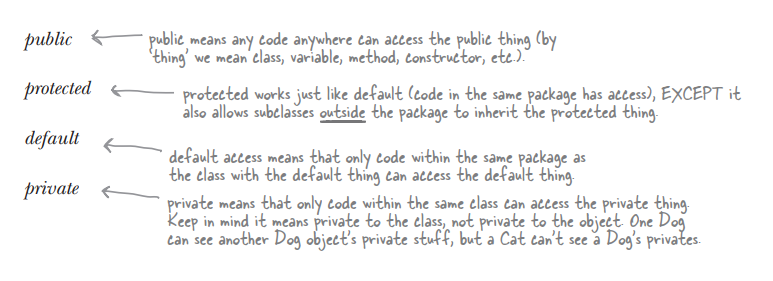 public
public means any code anywhere can access the public thing (by
'thing' we mean class, variable, method, constructor, etc.).
protected
protected works just like default (code in the same package has access), EXCEPT it
also allows subclasses outside the package to inherit the protected thing.
default
default access means that only code within the same package as
the class with the default thing can access the default thing.
private
private means that only code within the same class can access the private thing.
Keep in mind it means private to the class, not private to the object. One Dog
can see another Dog object's private stuff, but a Cat can't see a Dog's privates.